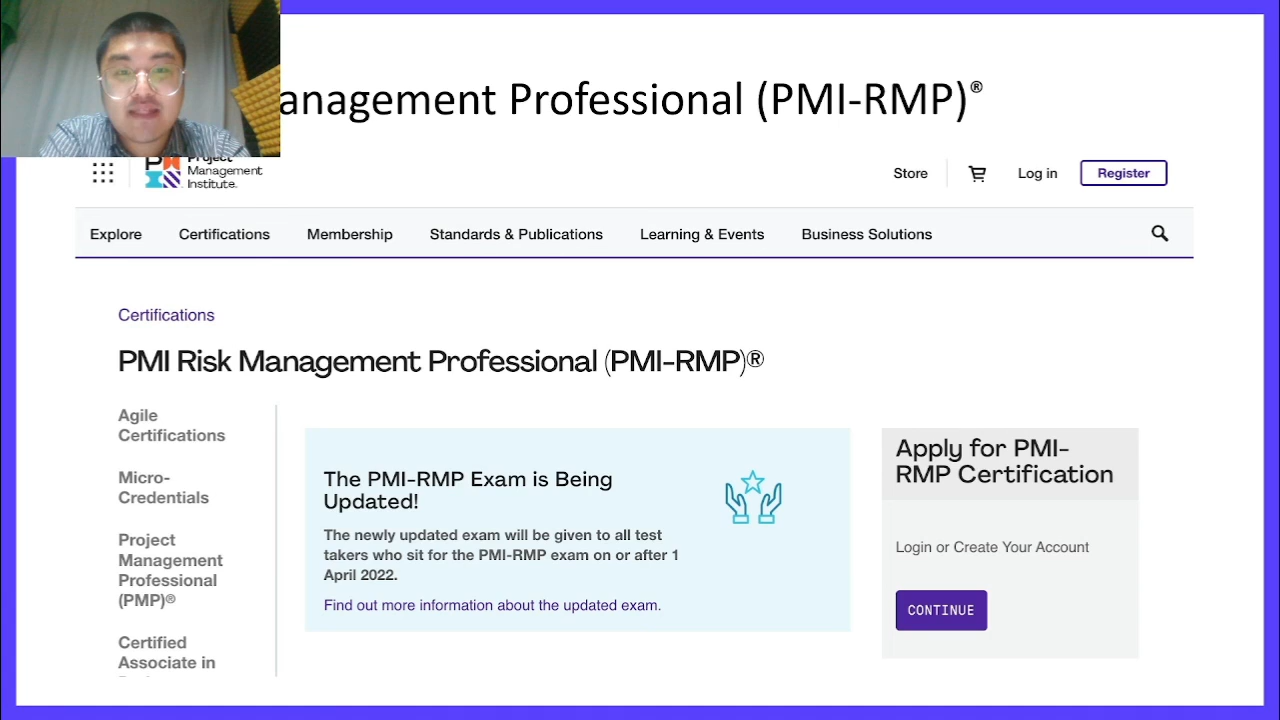 anagement Professional (PMI-RMP)®
Project
Management
Institute.
Store
Log in
Register
Explore
Certifications
Membership
Standards & Publications
Learning & Events
Business Solutions
Certifications
PMI Risk Management Professional (PMI-RMP)®
Agile
Certifications
Micro-
Credentials
Project
Management
Professional
(PMP)®
Certified
Associate in
The PMI-RMP Exam is Being
Updated!
The newly updated exam will be given to all test
takers who sit for the PMI-RMP exam on or after 1
April 2022.
Find out more information about the updated exam.
Apply for PMI-
RMP Certification
Login or Create Your Account
CONTINUE